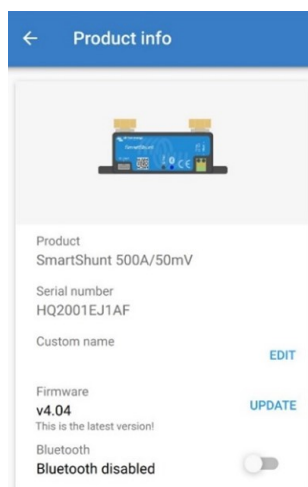 Product info
SmartShunt
Product
SmartShunt 500A/50mV
Serial number
HQ2001EJ1AF
Custom name
EDIT
Firmware
v4.04
UPDATE
This is the latest version!
Bluetooth
Bluetooth disabled